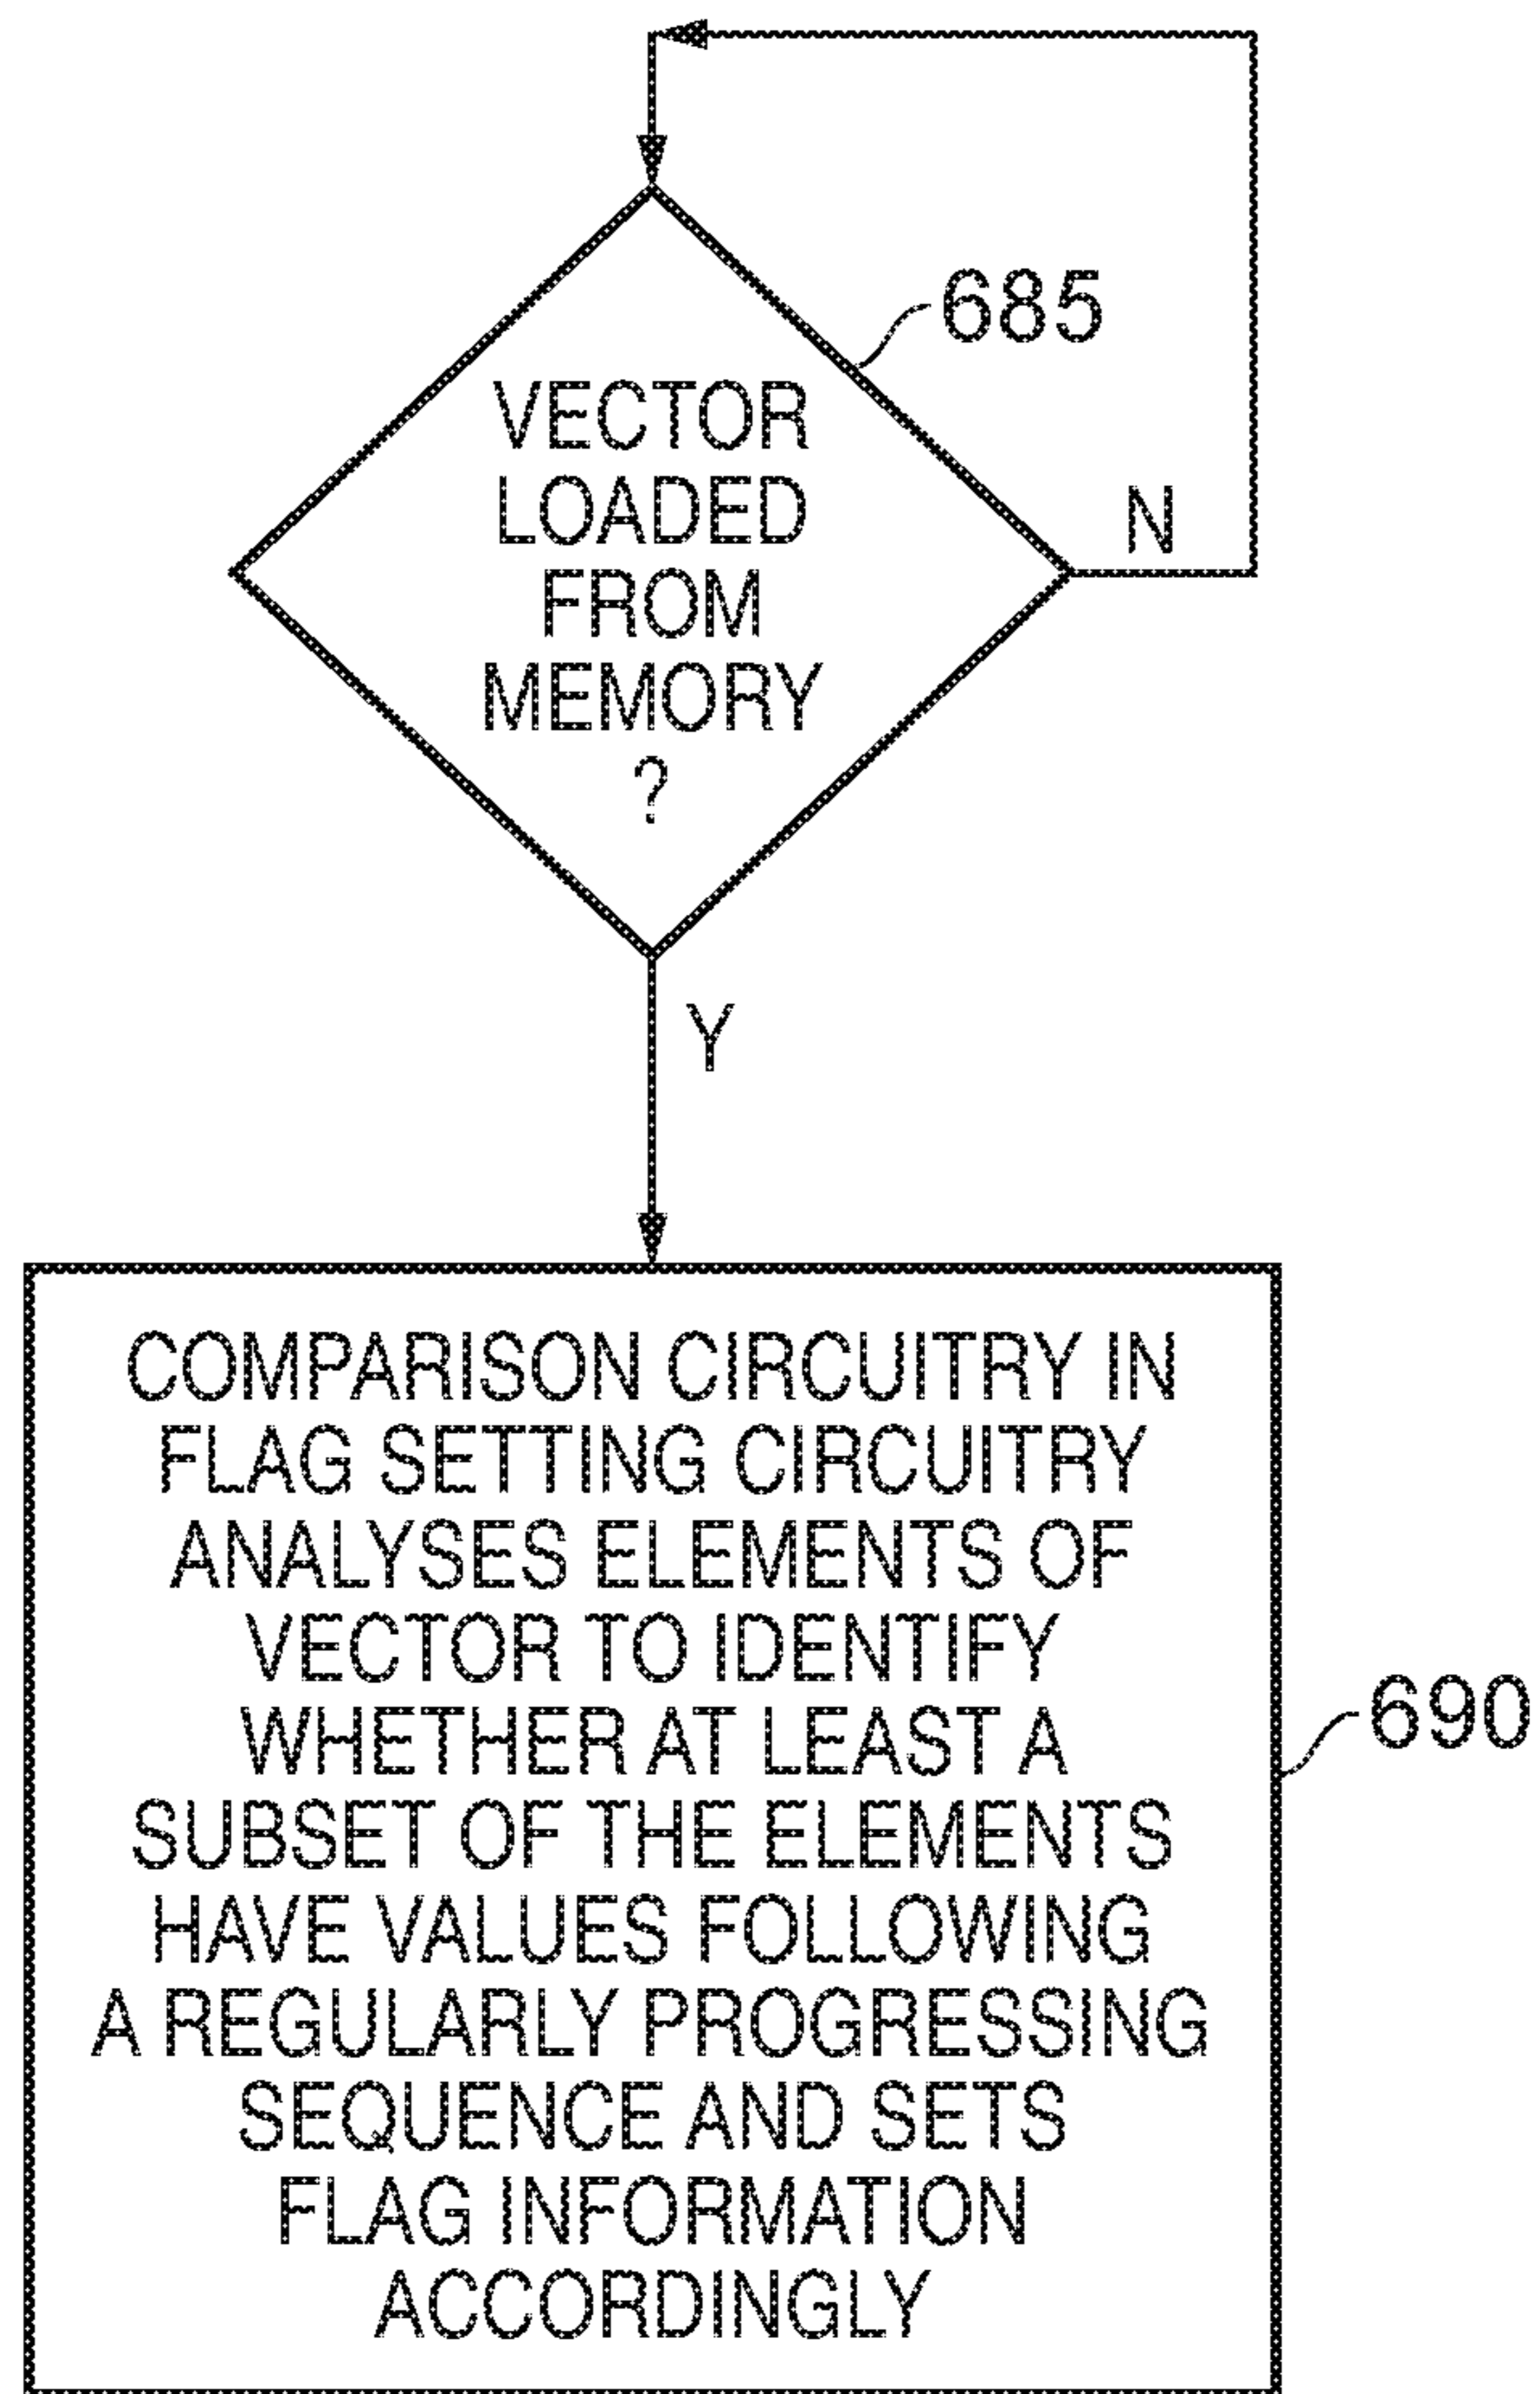 685
VECTOR
LOADED
FROM
MEMORY
?
N
Y
COMPARISON CIRCUITRY IN
FLAG SETTING CIRCUITRY
ANALYSES ELEMENTS OF
VECTOR TO IDENTIFY
WHETHER AT LEAST A
SUBSET OF THE ELEMENTS
HAVE VALUES FOLLOWING
A REGULARLY PROGRESSING
SEQUENCE AND SETS
FLAG INFORMATION
ACCORDINGLY
690